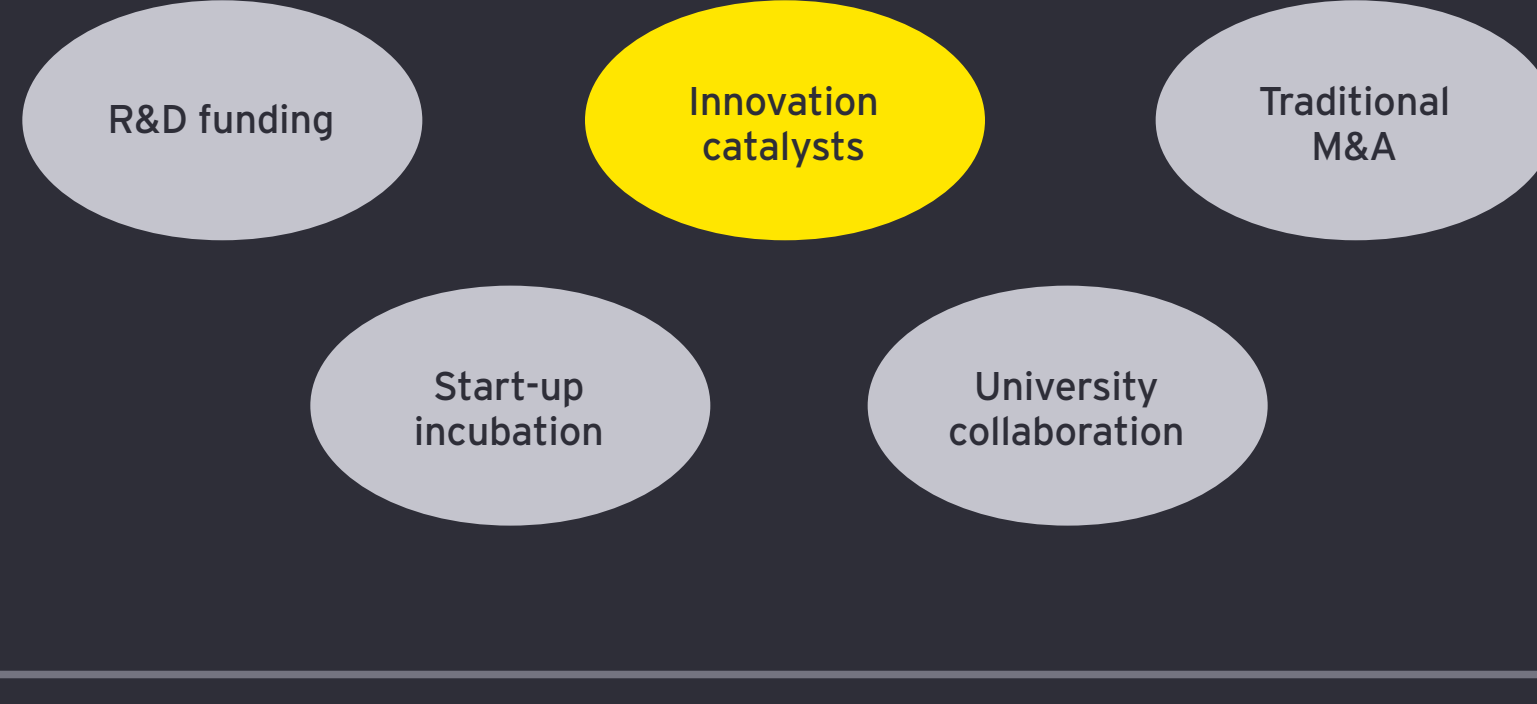 R&D funding
Innovation
catalysts
Traditional
M&A
Start-up
incubation
University
collaboration